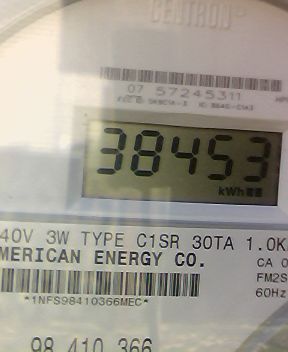 CENTRON
07 57245311
38453
kWh
40V 3W TYPE C1SR 30TA 1.0K
MERICAN ENERGY CO.
CA 0
FM2S
60Hz
*1NFS98410366MEC*
98 410 366